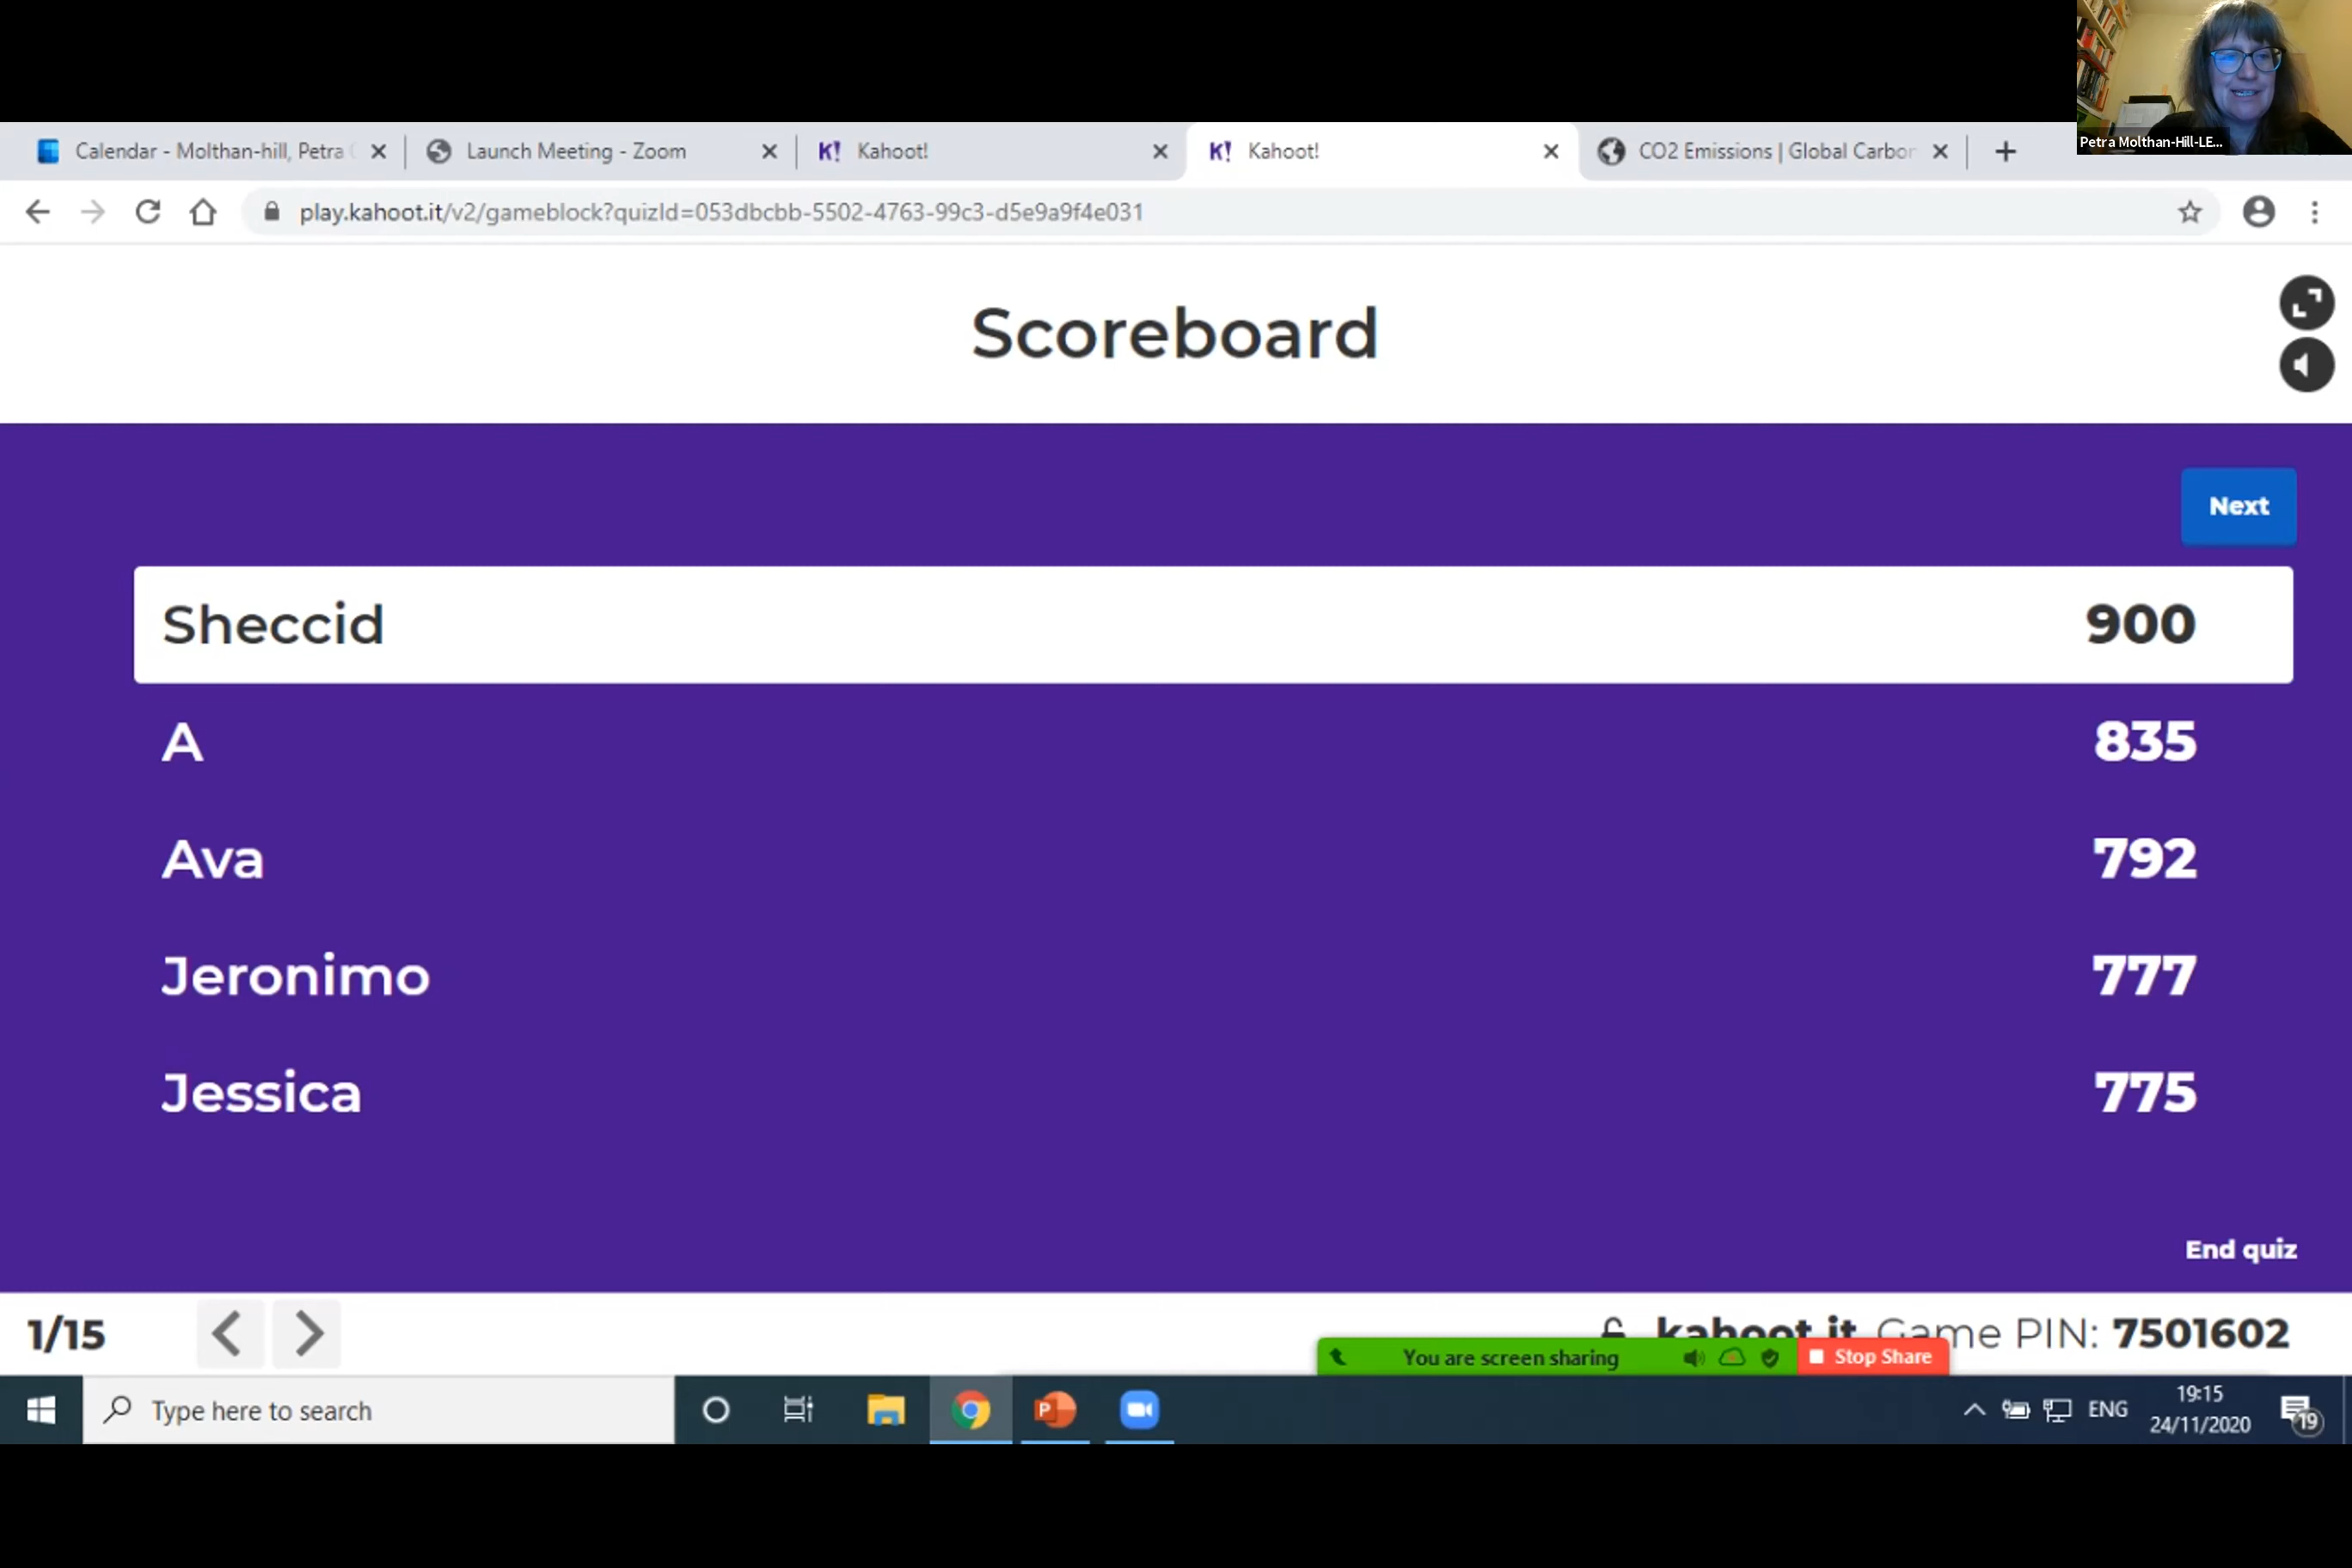 Petra Molthan-Hill-LE...
Calendar - Molthan-hill, Petra
Launch Meeting - Zoom
K! Kahoot!
K! Kahoot!
CO2 Emissions | Global Carbon
play.kahoot.it/v2/gameblock?quizId=053dbcbb-5502-4763-99c3-d5e9a9f4e031
Scoreboard
Next
Sheccid 900
A 835
Ava 792
Jeronimo 777
Jessica 775
End quiz
1/15
kahoot.it Game PIN: 7501602
You are screen sharing
Stop Share
Type here to search
P
ENG
19:15
24/11/2020
19